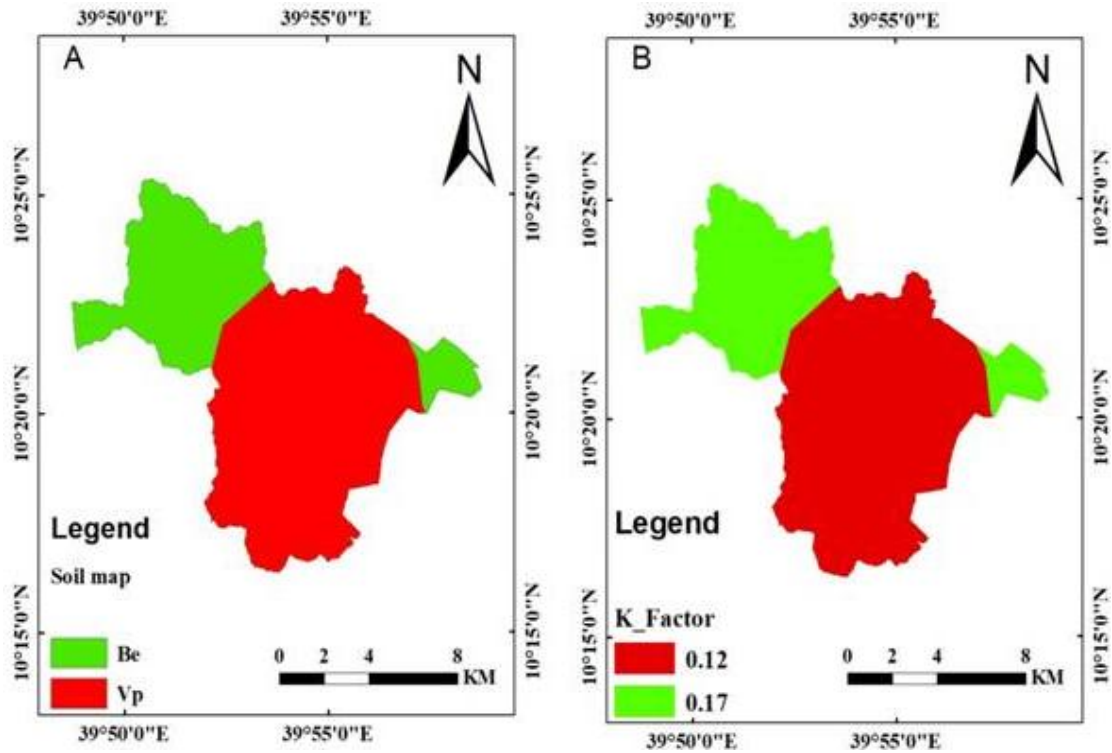 39°50'0"E 39°55'0"E
A
N
10°25'0"N 10°25'0"N
10°20'0"N 10°20'0"N
10°15'0"N 10°15'0"N
Legend
Soil map
Be
Vp
0 2 4 8
KM
39°50'0"E 39°55'0"E
39°50'0"E 39°55'0"E
B
N
10°25'0"N 10°25'0"N
10°20'0"N 10°20'0"N
10°15'0"N 10°15'0"N
Legend
K_Factor
0.12
0.17
0 2 4 8
KM
39°50'0"E 39°55'0"E